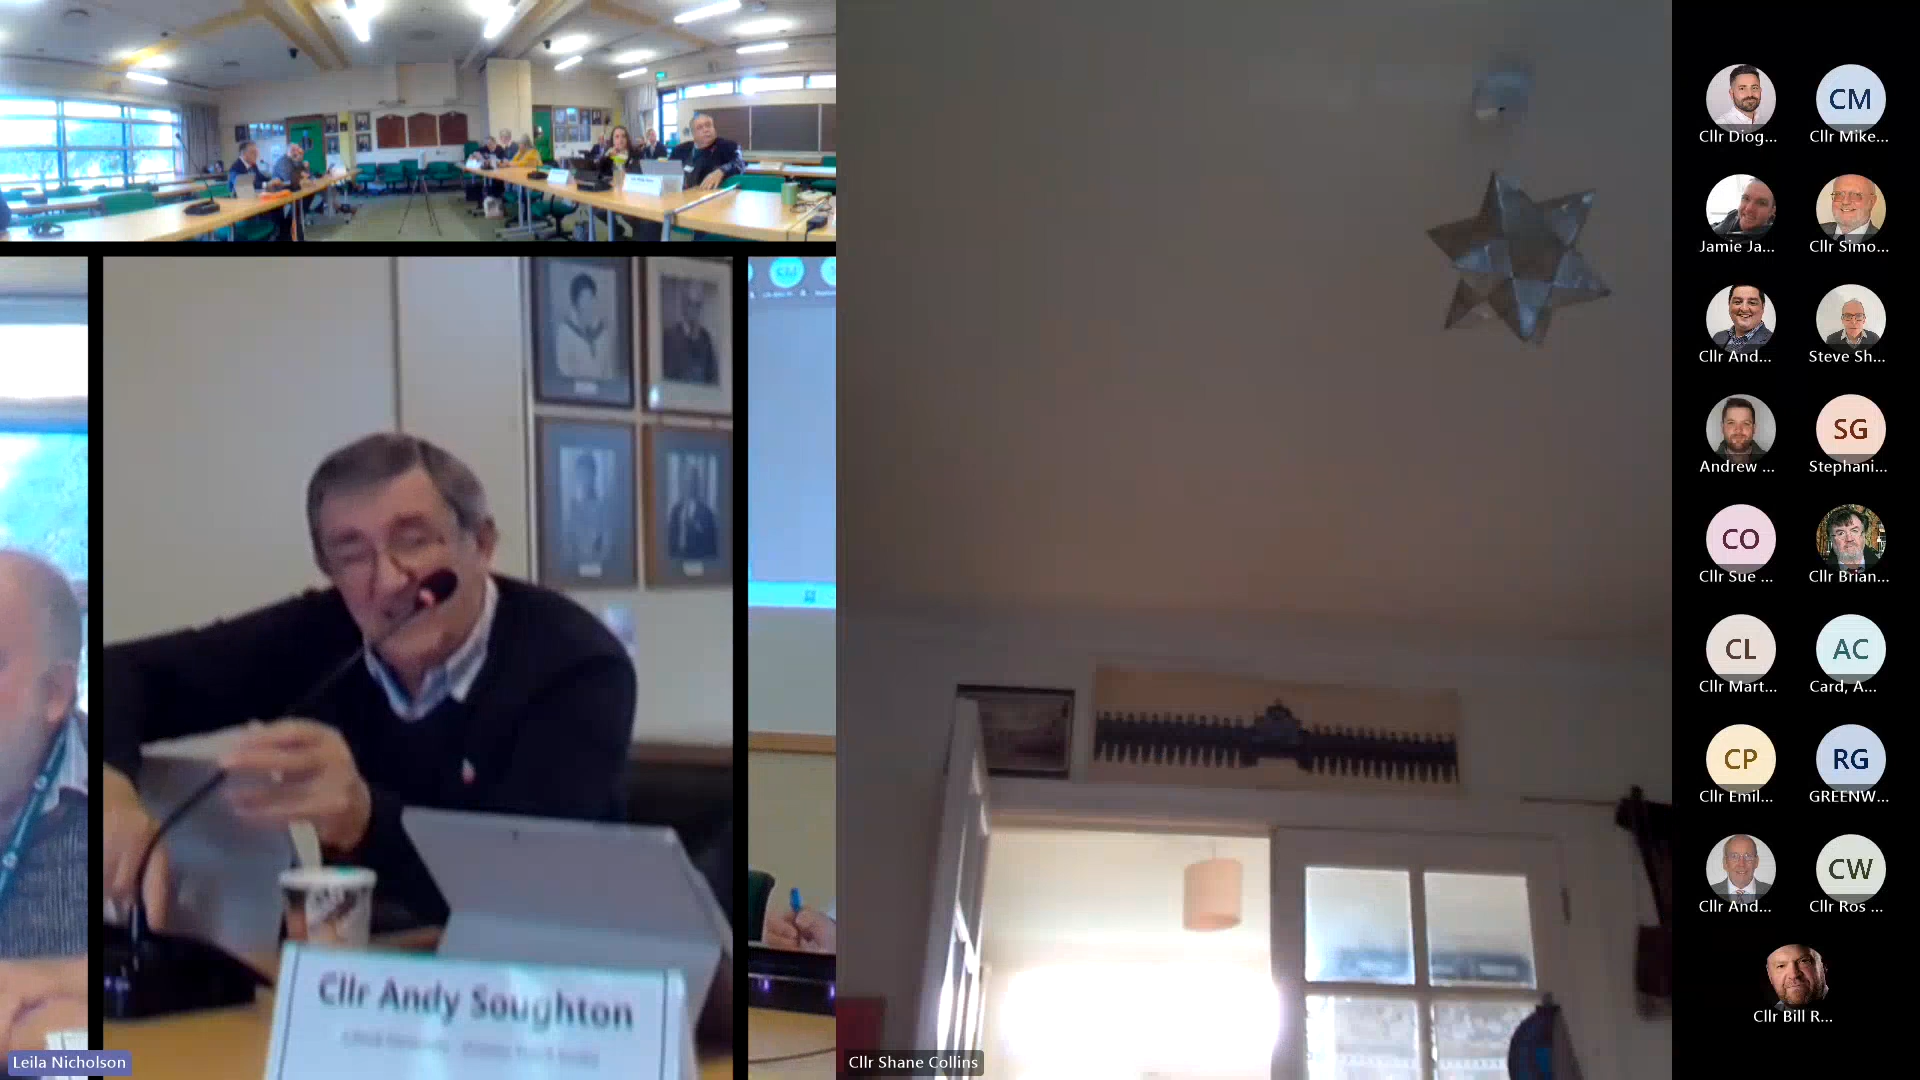 Cllr Andy Soughton
Leila Nicholson
Cllr Shane Collins
Cllr Diog...
CM
Cllr Mike...
Jamie Ja...
Cllr Simo...
Cllr And...
Steve Sh...
Andrew ...
SG
Stephani...
CO
Cllr Sue ...
Cllr Brian...
CL
Cllr Mart...
AC
Card, A...
CP
Cllr Emil...
RG
GREENW...
Cllr And...
CW
Cllr Ros ...
Cllr Bill R...